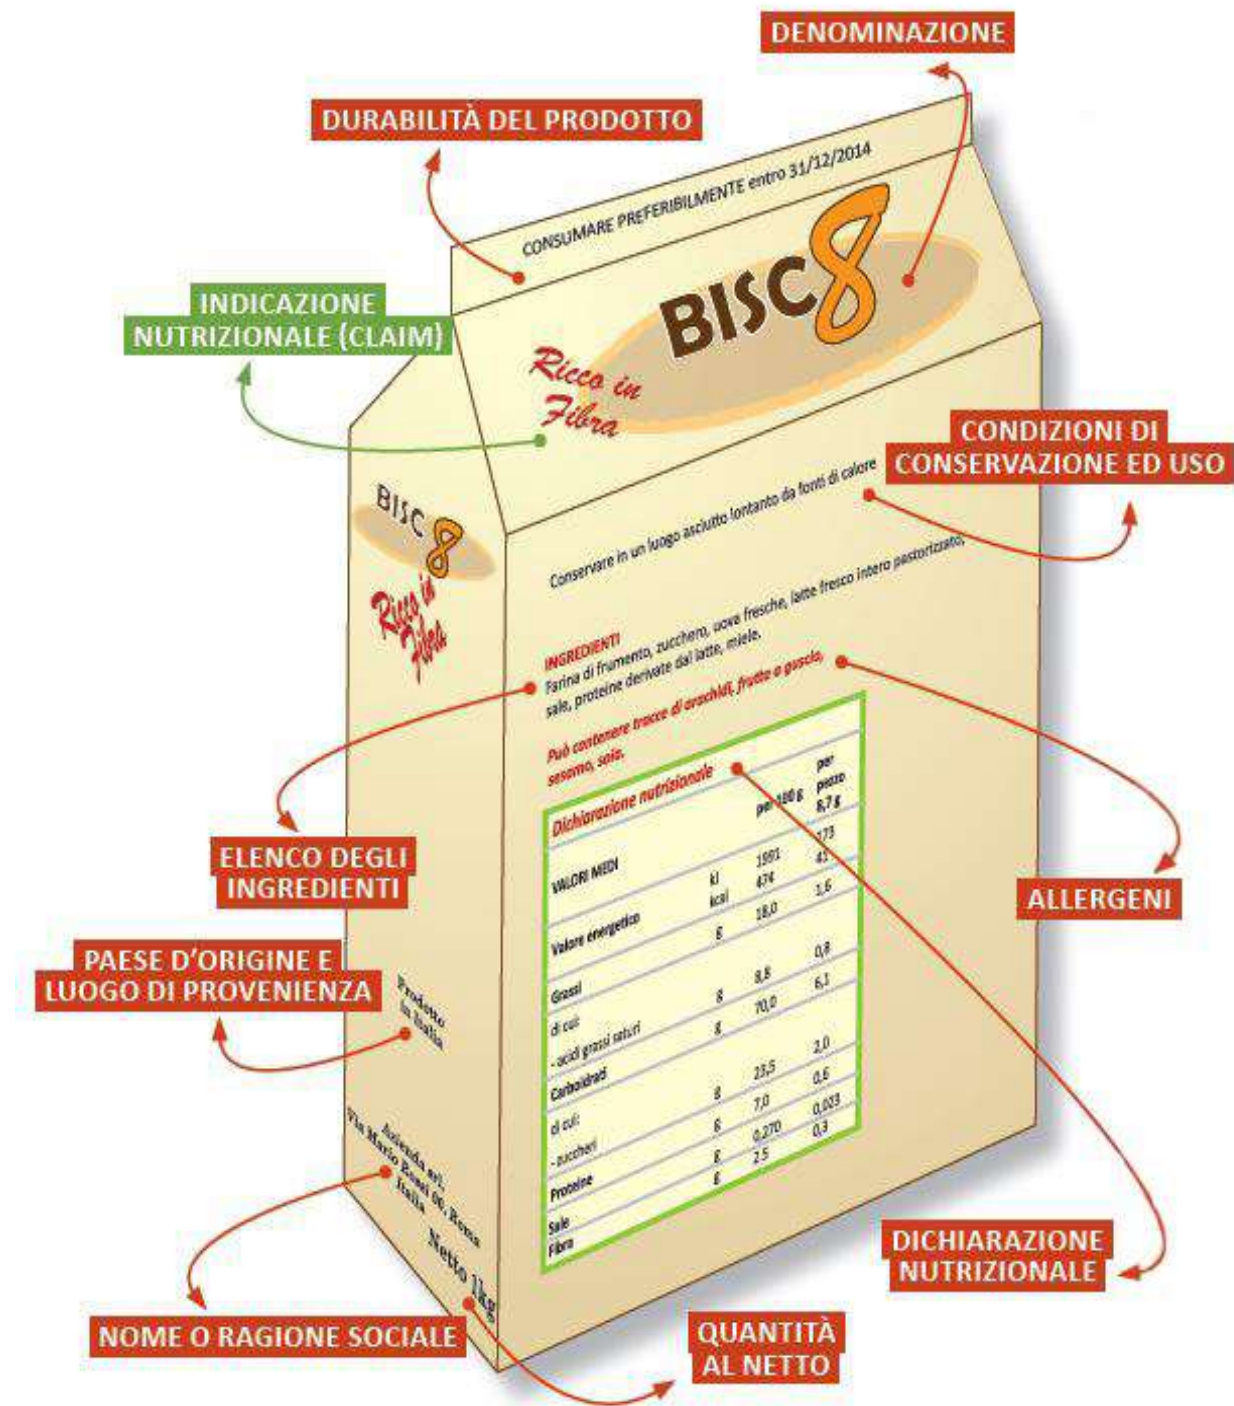 DENOMINAZIONE
DURABILITÀ DEL PRODOTTO
CONSUMARE PREFERIBILMENTE entro 31/12/2014
INDICAZIONE
NUTRIZIONALE (CLAIM)
BISC8
Ricco in
Fibra
CONDIZIONI DI
CONSERVAZIONE ED USO
BISC 8
Ricco in
Fibra
Conservare in un luogo asciutto lontanto da fonti di calore
INGREDIENTI
Farina di frumento, zucchero, uova fresche, latte fresco intero pastorizzato,
sale, proteine derivate dal latte, miele.
Può contenere tracce di arachidi, frutta a guscio,
sesamo, soia.
Dichiarazione nutrizionale
VALORI MEDI per 100 g per pezzo 8,7 g
Valore energetico kJ 1991 173
kcal 474 41
Grassi g 18,0 1,6
di cui:
- acidi grassi saturi g 8,8 0,8
Carboidrati g 70,0 6,1
di cui:
- zuccheri g 23,5 2,0
Proteine g 7,0 0,6
Sale g 0,270 0,023
Fibra g 2.5 0,3
ELENCO DEGLI
INGREDIENTI
ALLERGENI
PAESE D'ORIGINE E
LUOGO DI PROVENIENZA
Prodotto
in Italia
Azienda srl,
Via Mario Rossi 00, Roma
Italia
Netto 1kg
DICHIARAZIONE
NUTRIZIONALE
NOME O RAGIONE SOCIALE
QUANTITÀ
AL NETTO